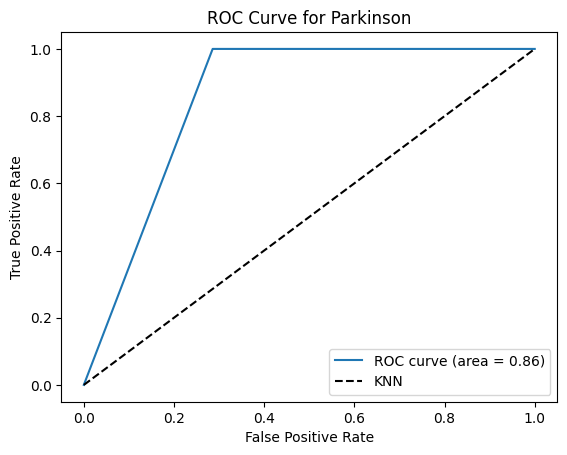 ROC Curve for Parkinson
True Positive Rate
1.0
0.8
0.6
0.4
0.2
0.0
ROC curve (area = 0.86)
KNN
0.0 0.2 0.4 0.6 0.8 1.0
False Positive Rate